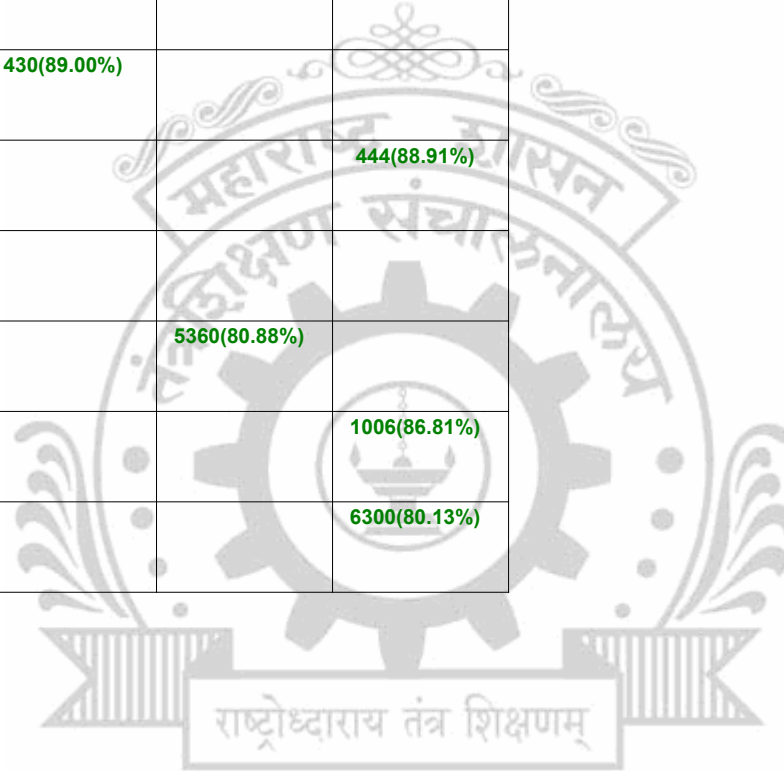 430(89.00%)
महाराष्ट्र शासन
444(88.91%)
तंत्रशिक्षण संचालनालय
5360(80.88%)
1006(86.81%)
6300(80.13%)
राष्ट्रोध्दाराय तंत्र शिक्षणम्